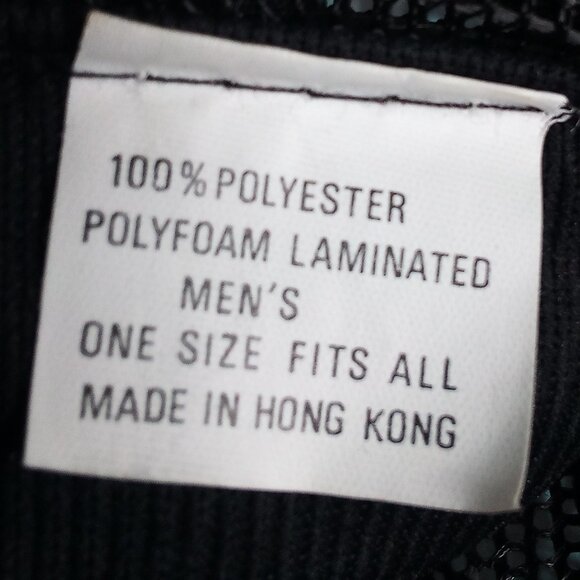 100% POLYESTER
POLYFOAM LAMINATED
MEN'S
ONE SIZE FITS ALL
MADE IN HONG KONG